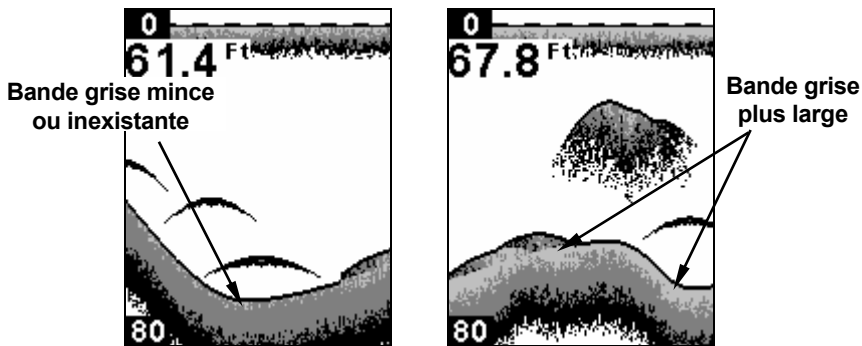 0
61.4 Ft
Bande grise mince
ou inexistante
80
0
67.8 Ft
Bande grise
plus large
80